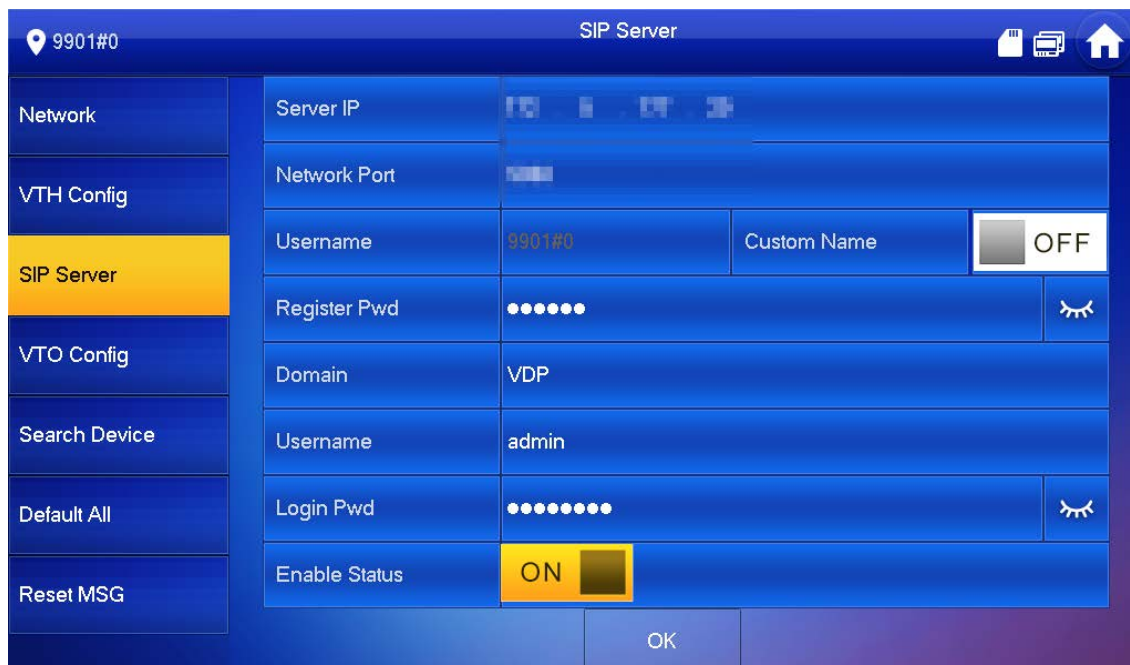 9901#0
SIP Server
Network
VTH Config
SIP Server
VTO Config
Search Device
Default All
Reset MSG
Server IP
Network Port
Username 9901#0 Custom Name OFF
Register Pwd ●●●●●●
Domain VDP
Username admin
Login Pwd ●●●●●●●●
Enable Status ON
OK